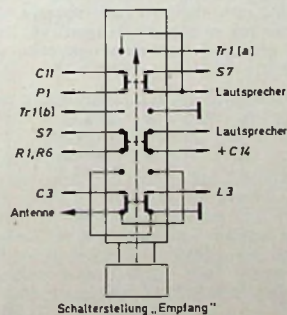 Tr1(a)
C11
S7
P1
Lautsprecher
Tr1(b)
S7
Lautsprecher
R1,R6
+C14
C3
L3
Antenne
Schalterstellung „Empfang"